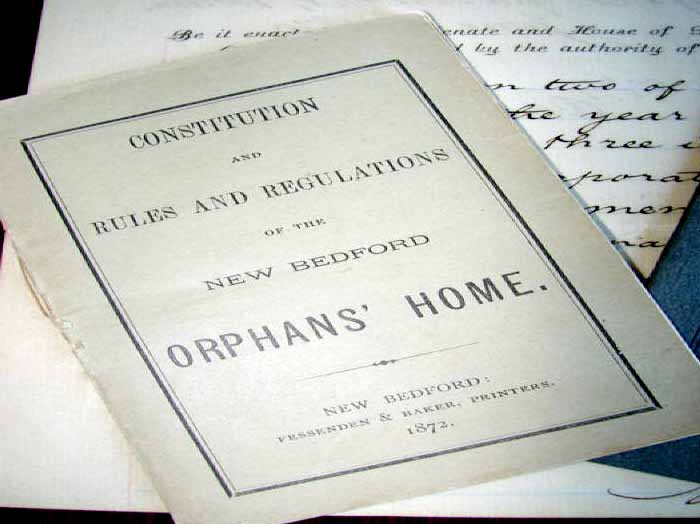 Be it enact enate and House of
d by the authority of
n two of
he year
three i
CONSTITUTION
AND
RULES AND REGULATIONS
OF THE
NEW BEDFORD
ORPHANS' HOME.
NEW BEDFORD:
FESSENDEN & BAKER, PRINTERS.
1872.